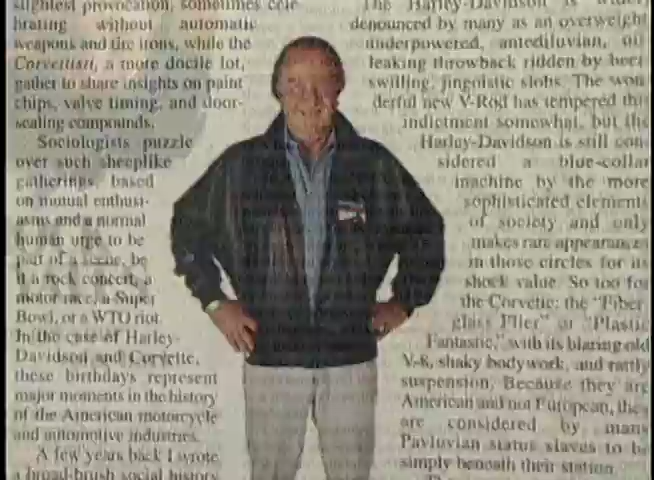 slightest provocation, sometimes cele-
brating without automatic
weapons and tire irons, while the
Corvettisti, a more docile lot,
gather to share insights on paint
chips, valve timing, and door-
sealing compounds.
Sociologists puzzle
over such sheeplike
gatherings, based
on mutual enthusi-
asms and a normal
human urge to be
part of a scene, be
it a rock concert, a
motor race, a Super
Bowl, or a WTO riot.
In the case of Harley-
Davidson and Corvette,
these birthdays represent
major moments in the history
of the American motorcycle
and automotive industries.
A few years back I wrote
a broad-brush social history
The Harley-Davidson is
denounced by many as an overweight
underpowered, antediluvian, oil
leaking throwback ridden by beer
swilling, jingoistic slobs. The won
derful new V-Rod has tempered this
indictment somewhat, but the
Harley-Davidson is still con
sidered a blue-collar
machine by the more
sophisticated elements
of society and only
makes rare appearances
in those circles for its
shock value. So too for
the Corvette: the "Fiber
glass Flier" or "Plastic
Fantastic," with its blaring old
V-8, shaky bodywork, and rattly
suspension. Because they are
American and not European, they
are considered by many
Pavlovian status slaves to be
simply beneath their station.